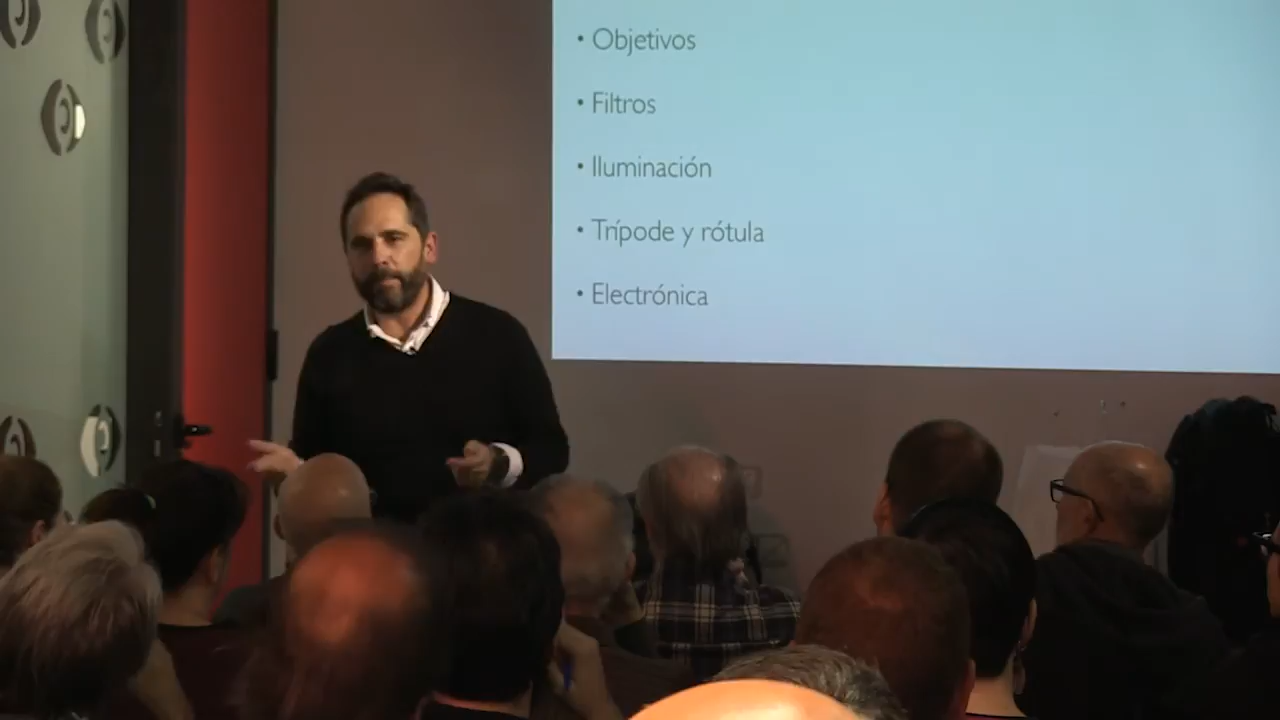 • Objetivos
• Filtros
• Iluminación
• Trípode y rótula
• Electrónica